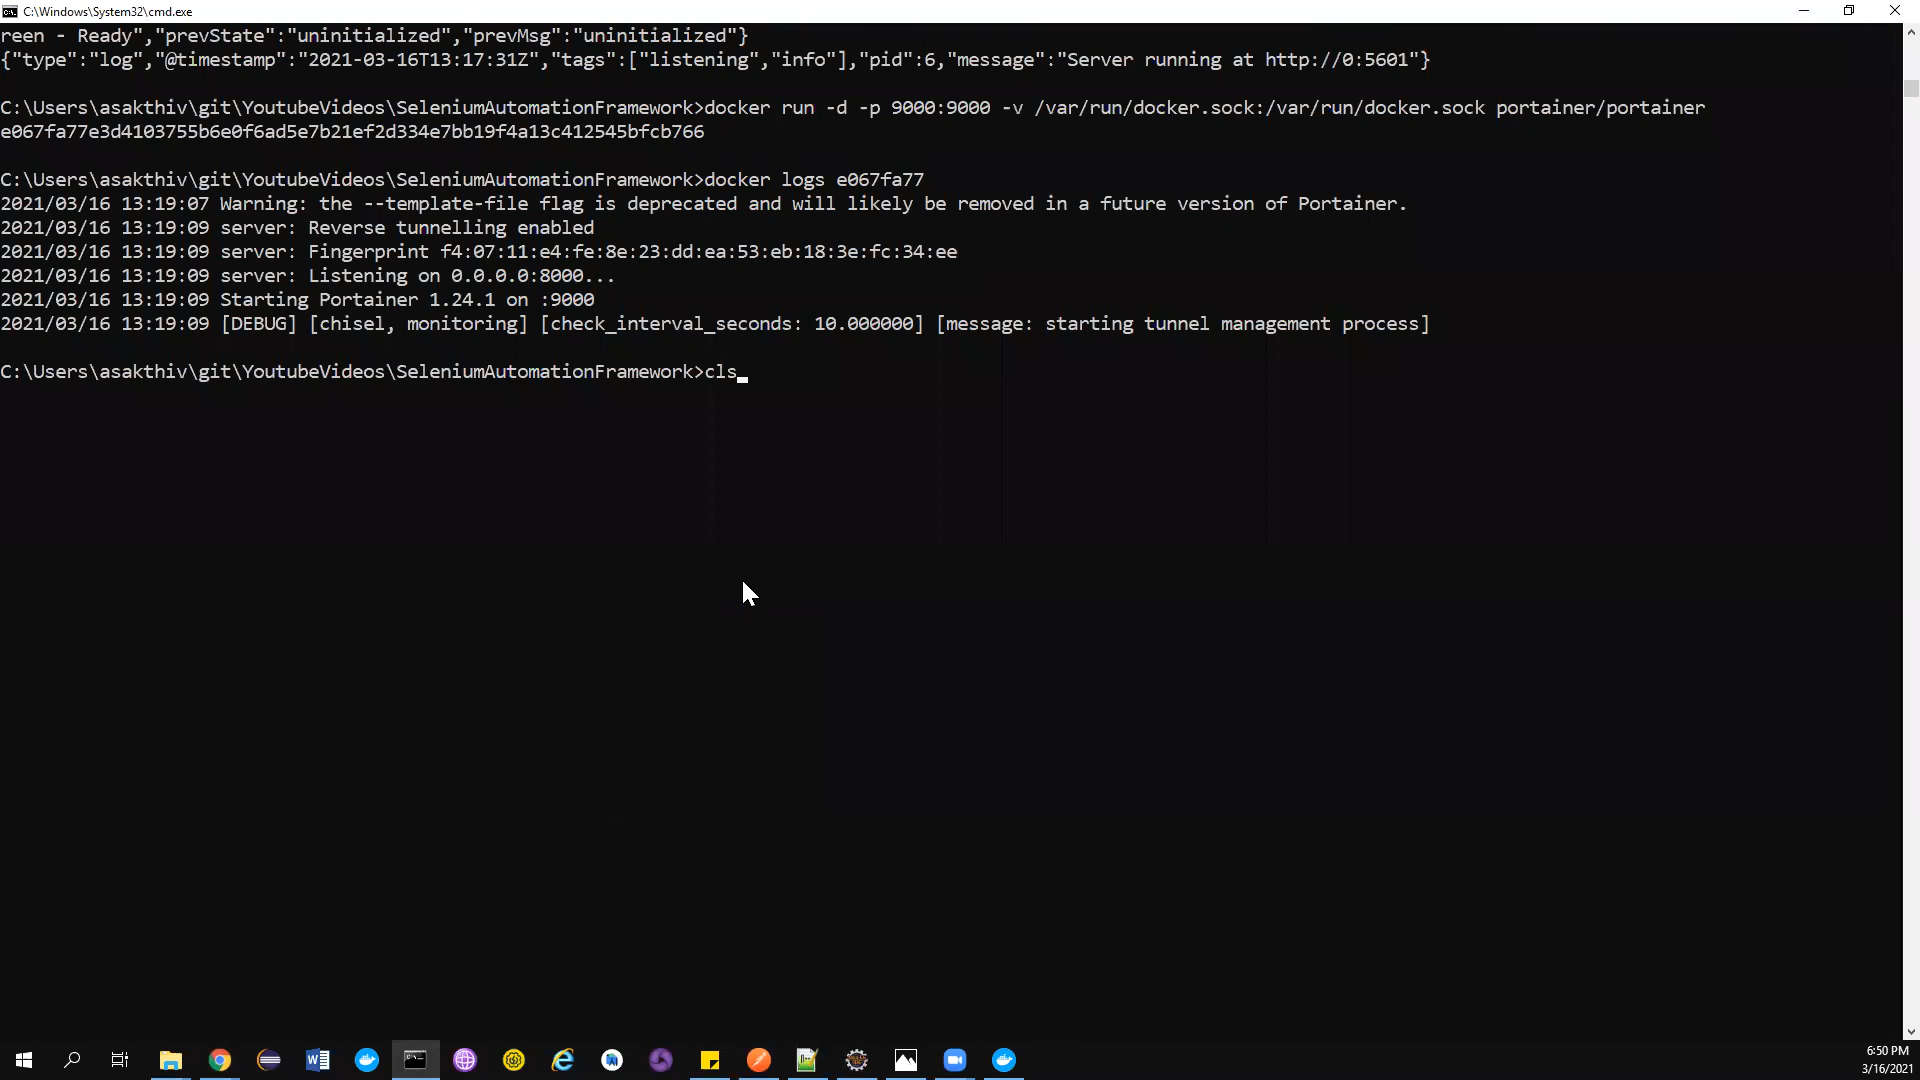 C:\Windows\System32\cmd.exe
reen - Ready","prevState":"uninitialized","prevMsg":"uninitialized"}
{"type":"log","@timestamp":"2021-03-16T13:17:31Z","tags":["listening","info"],"pid":6,"message":"Server running at http://0:5601"}
C:\Users\asakthiv\git\YoutubeVideos\SeleniumAutomationFramework>docker run -d -p 9000:9000 -v /var/run/docker.sock:/var/run/docker.sock portainer/portainer
e067fa77e3d4103755b6e0f6ad5e7b21ef2d334e7bb19f4a13c412545bfcb766
C:\Users\asakthiv\git\YoutubeVideos\SeleniumAutomationFramework>docker logs e067fa77
2021/03/16 13:19:07 Warning: the --template-file flag is deprecated and will likely be removed in a future version of Portainer.
2021/03/16 13:19:09 server: Reverse tunnelling enabled
2021/03/16 13:19:09 server: Fingerprint f4:07:11:e4:fe:8e:23:dd:ea:53:eb:18:3e:fc:34:ee
2021/03/16 13:19:09 server: Listening on 0.0.0.0:8000...
2021/03/16 13:19:09 Starting Portainer 1.24.1 on :9000
2021/03/16 13:19:09 [DEBUG] [chisel, monitoring] [check_interval_seconds: 10.000000] [message: starting tunnel management process]
C:\Users\asakthiv\git\YoutubeVideos\SeleniumAutomationFramework>cls
6:50 PM
3/16/2021